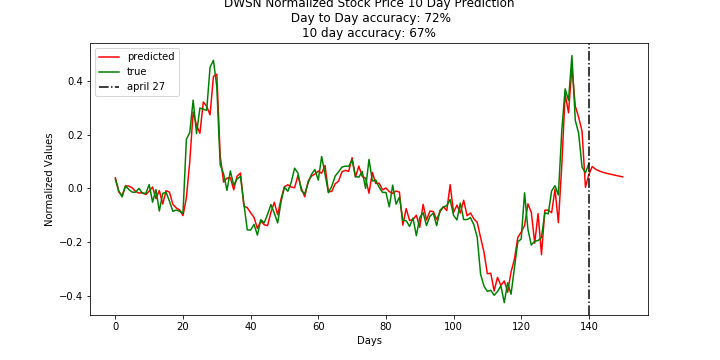 DWSN Normalized Stock Price 10 Day Prediction
Day to Day accuracy: 72%
10 day accuracy: 67%
predicted
true
april 27
Normalized Values
0.4
0.2
0.0
−0.2
−0.4
0
20
40
60
80
100
120
140
Days